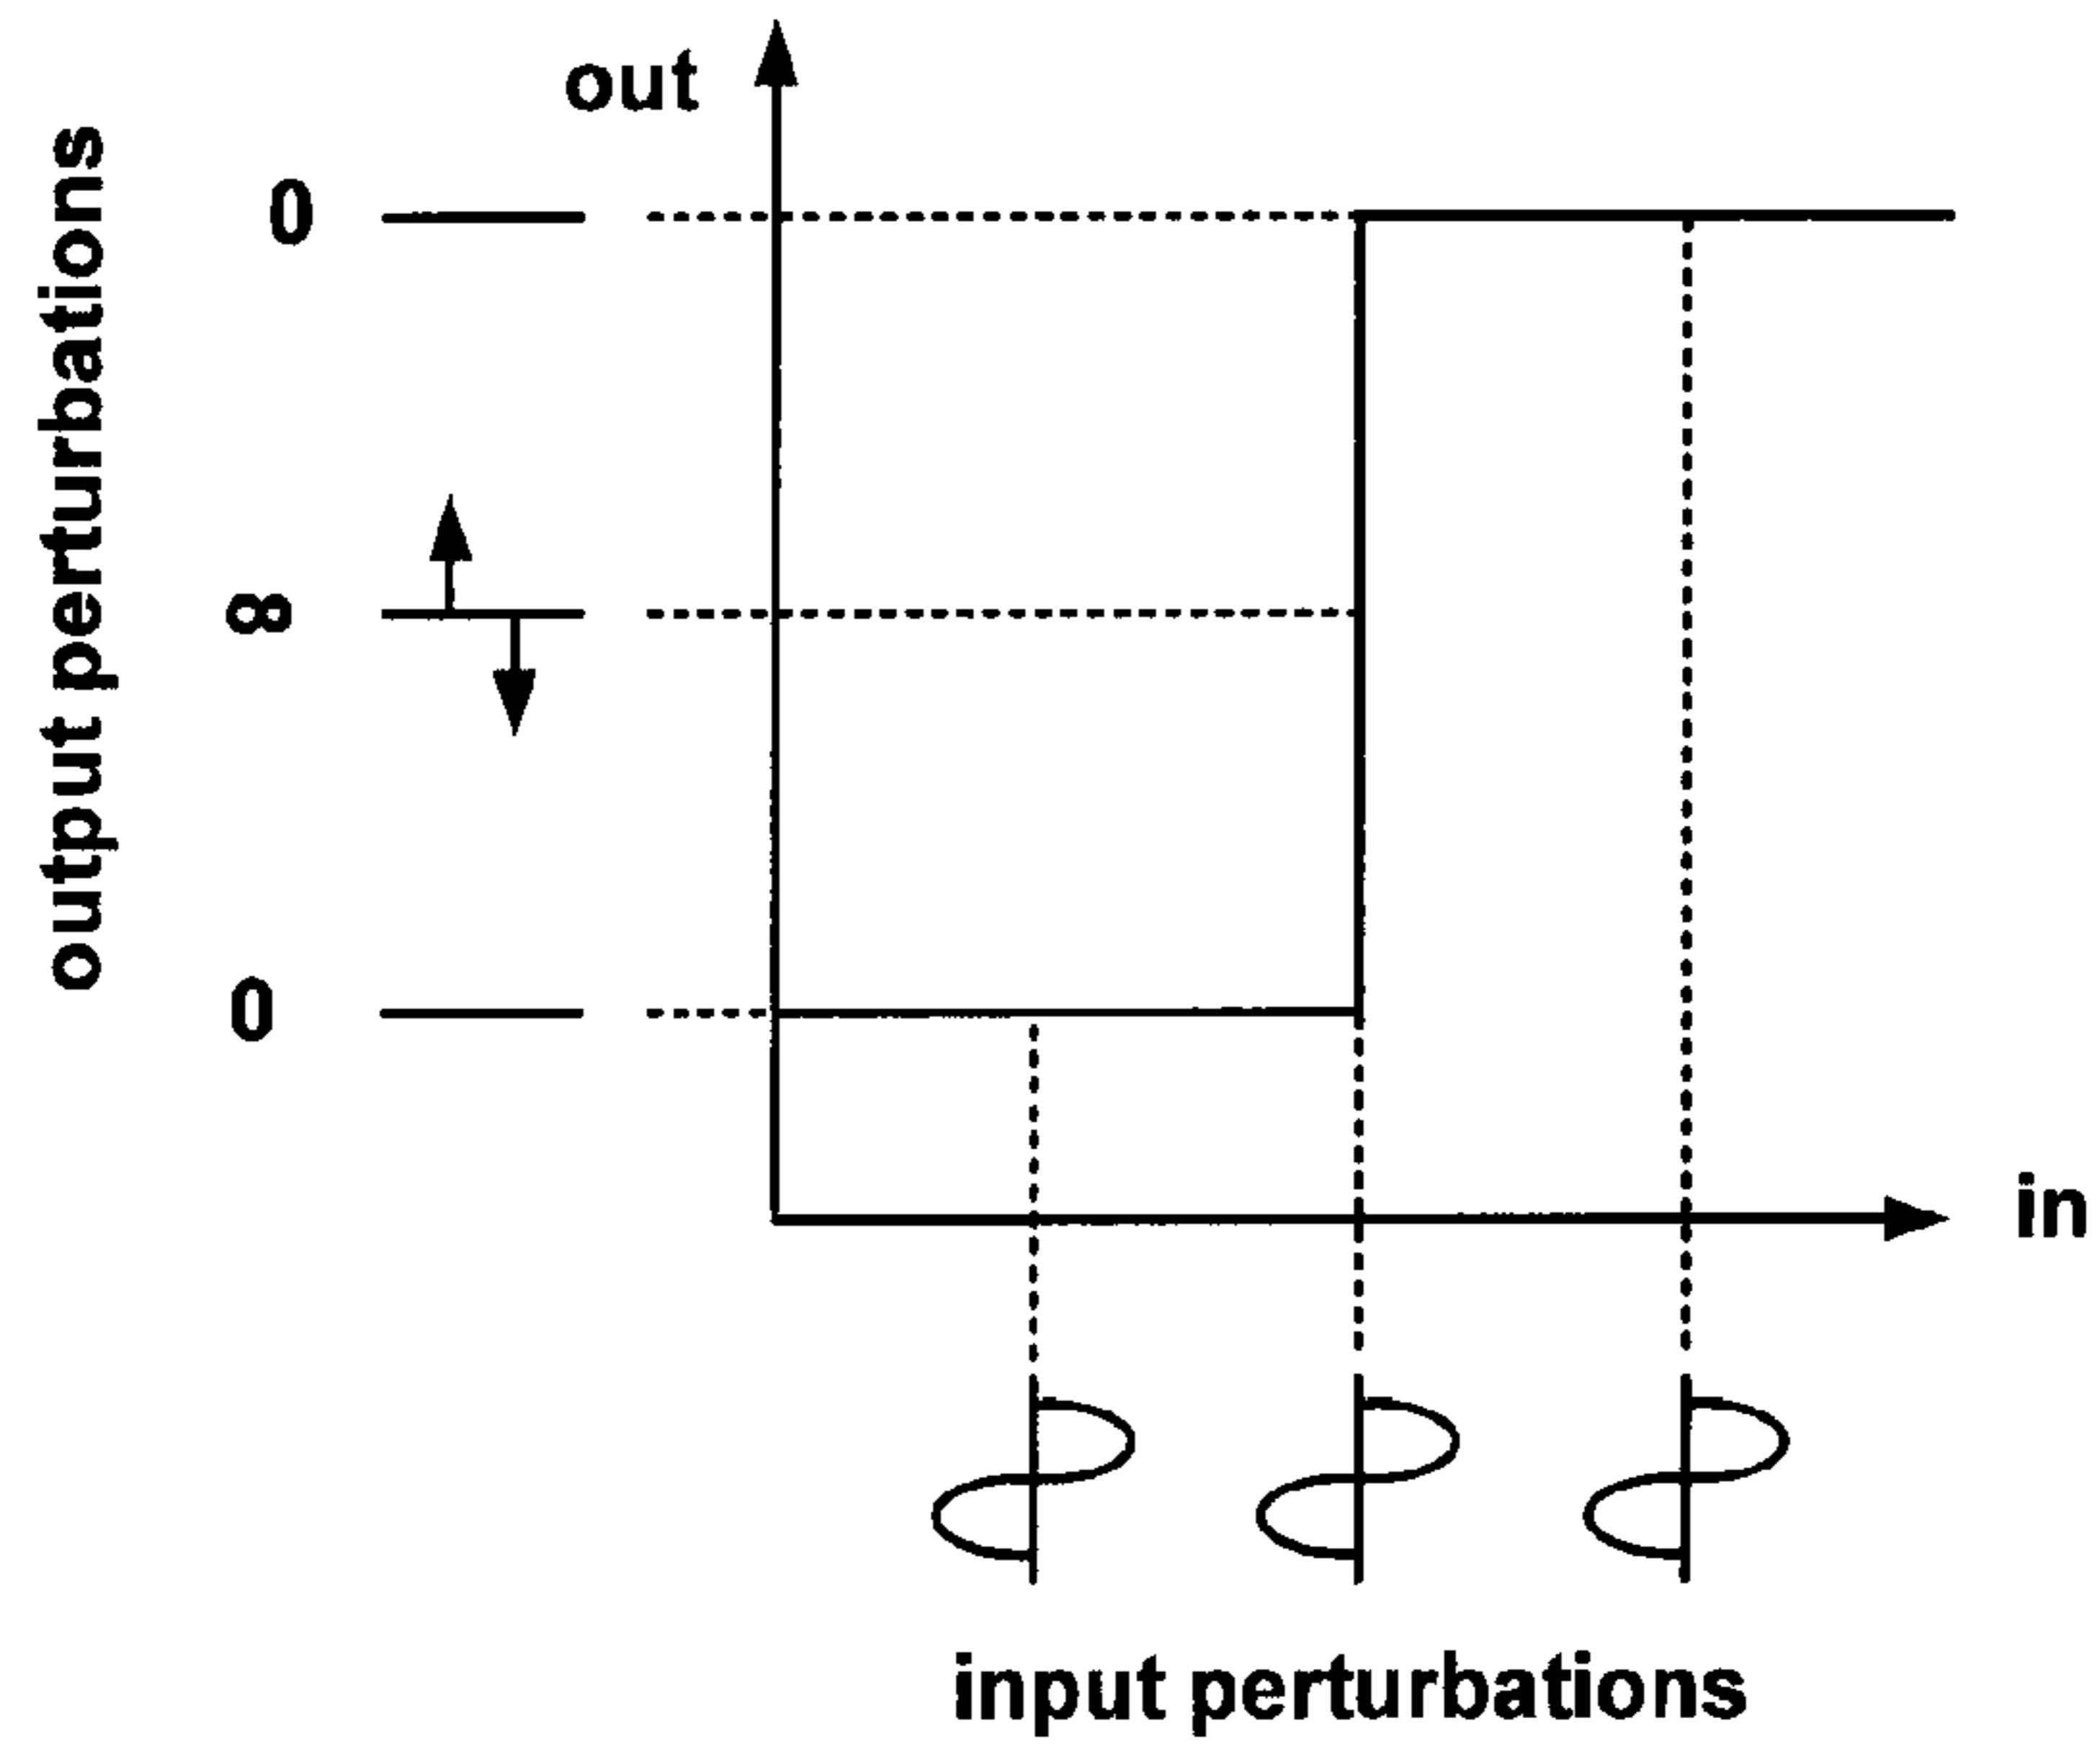 out
output perturbations
0
∞
0
in
input perturbations